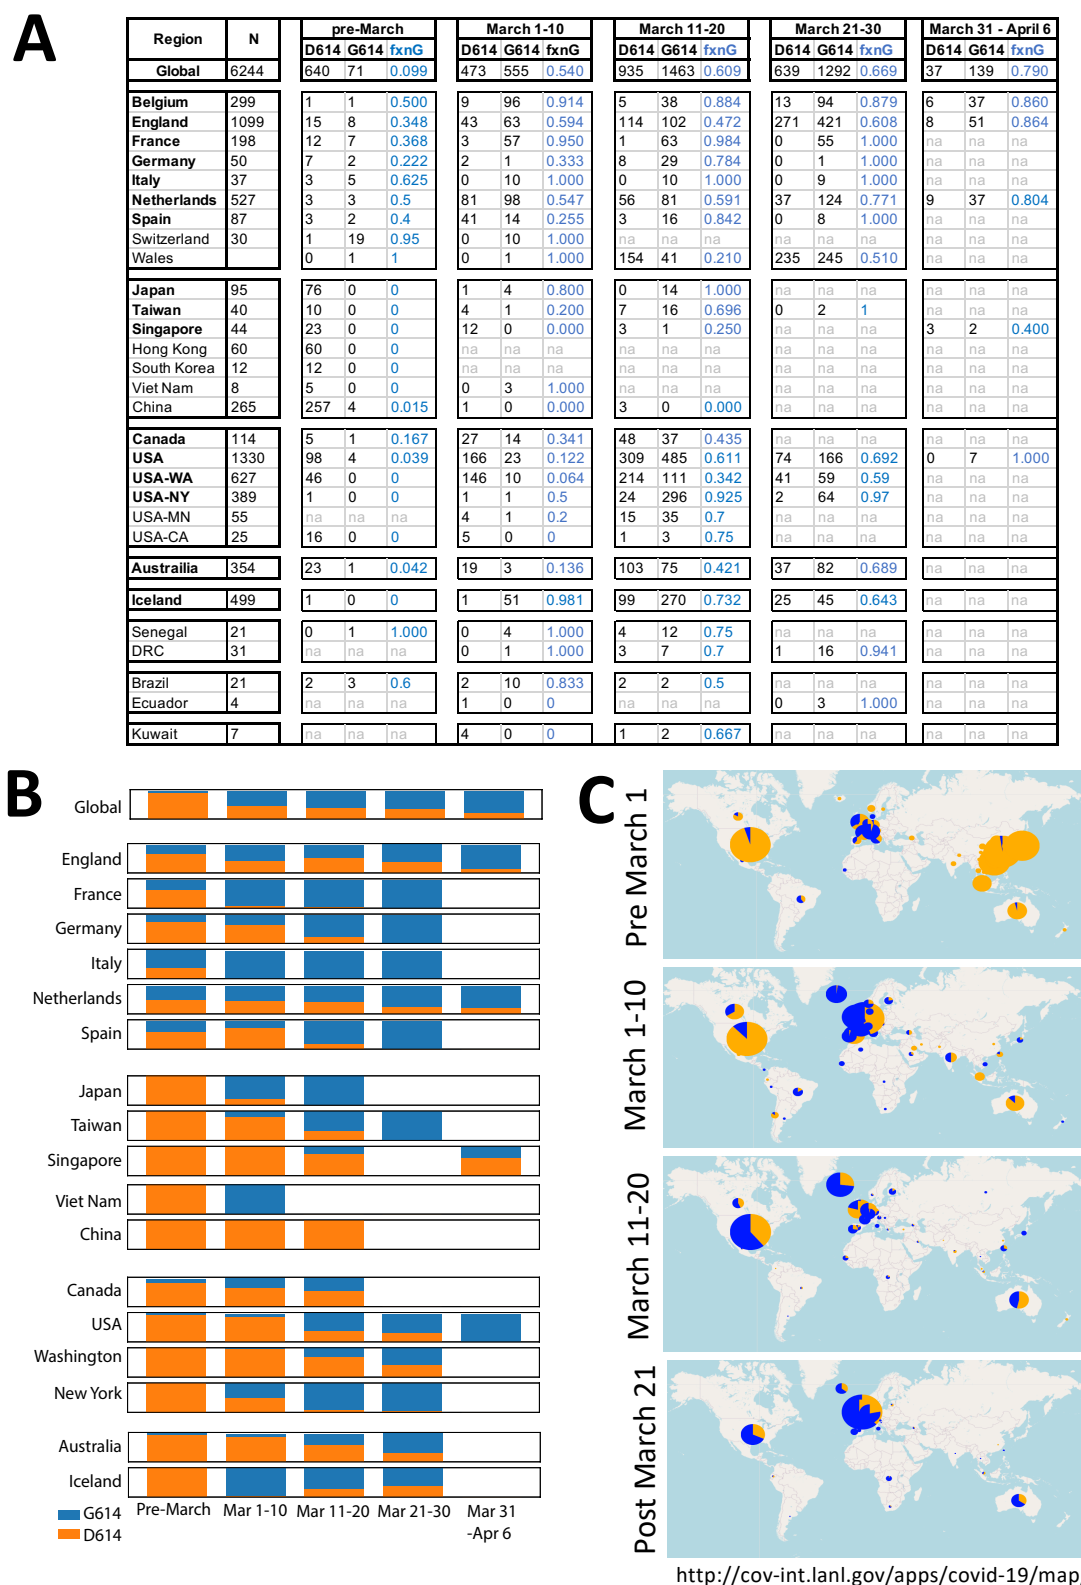 A
Region N pre-March March 1-10 March 11-20 March 21-30 March 31 - April 6
D614 G614 fxnG D614 G614 fxnG D614 G614 fxnG D614 G614 fxnG D614 G614 fxnG
Global 6244 640 71 0.099 473 555 0.540 935 1463 0.609 639 1292 0.669 37 139 0.790
Belgium 299 1 1 0.500 9 96 0.914 5 38 0.884 13 94 0.879 6 37 0.860
England 1099 15 8 0.348 43 63 0.594 114 102 0.472 271 421 0.608 8 51 0.864
France 198 12 7 0.368 3 57 0.950 1 63 0.984 0 55 1.000 na na na
Germany 50 7 2 0.222 2 1 0.333 8 29 0.784 0 1 1.000 na na na
Italy 37 3 5 0.625 0 10 1.000 0 10 1.000 0 9 1.000 na na na
Netherlands 527 3 3 0.5 81 98 0.547 56 81 0.591 37 124 0.771 9 37 0.804
Spain 87 3 2 0.4 41 14 0.255 3 16 0.842 0 8 1.000 na na na
Switzerland 30 1 19 0.95 0 10 1.000 na na na na na na na na na
Wales 0 1 1 0 1 1.000 154 41 0.210 235 245 0.510 na na na
Japan 95 76 0 0 1 4 0.800 0 14 1.000 na na na na na na
Taiwan 40 10 0 0 4 1 0.200 7 16 0.696 0 2 1 na na na
Singapore 44 23 0 0 12 0 0.000 3 1 0.250 na na na 3 2 0.400
Hong Kong 60 60 0 0 na na na na na na na na na na na na
South Korea 12 12 0 0 na na na na na na na na na na na na
Viet Nam 8 5 0 0 0 3 1.000 na na na na na na na na na
China 265 257 4 0.015 1 0 0.000 3 0 0.000 na na na na na na
Canada 114 5 1 0.167 27 14 0.341 48 37 0.435 na na na na na na
USA 1330 98 4 0.039 166 23 0.122 309 485 0.611 74 166 0.692 0 7 1.000
USA-WA 627 46 0 0 146 10 0.064 214 111 0.342 41 59 0.59 na na na
USA-NY 389 1 0 0 1 1 0.5 24 296 0.925 2 64 0.97 na na na
USA-MN 55 na na na 4 1 0.2 15 35 0.7 na na na na na na
USA-CA 25 16 0 0 5 0 0 1 3 0.75 na na na na na na
Austrailia 354 23 1 0.042 19 3 0.136 103 75 0.421 37 82 0.689 na na na
Iceland 499 1 0 0 1 51 0.981 99 270 0.732 25 45 0.643 na na na
Senegal 21 0 1 1.000 0 4 1.000 4 12 0.75 na na na na na na
DRC 31 na na na 0 1 1.000 3 7 0.7 1 16 0.941 na na na
Brazil 21 2 3 0.6 2 10 0.833 2 2 0.5 na na na na na na
Ecuador 4 na na na 1 0 0 na na na 0 3 1.000 na na na
Kuwait 7 na na na 4 0 0 1 2 0.667 na na na na na na
B
Global
England
France
Germany
Italy
Netherlands
Spain
Japan
Taiwan
Singapore
Viet Nam
China
Canada
USA
Washington
New York
Australia
Iceland
Pre-March Mar 1-10 Mar 11-20 Mar 21-30 Mar 31
-Apr 6
G614
D614
C
Pre March 1
March 1-10
March 11-20
Post March 21
http://cov-int.lanl.gov/apps/covid-19/map/